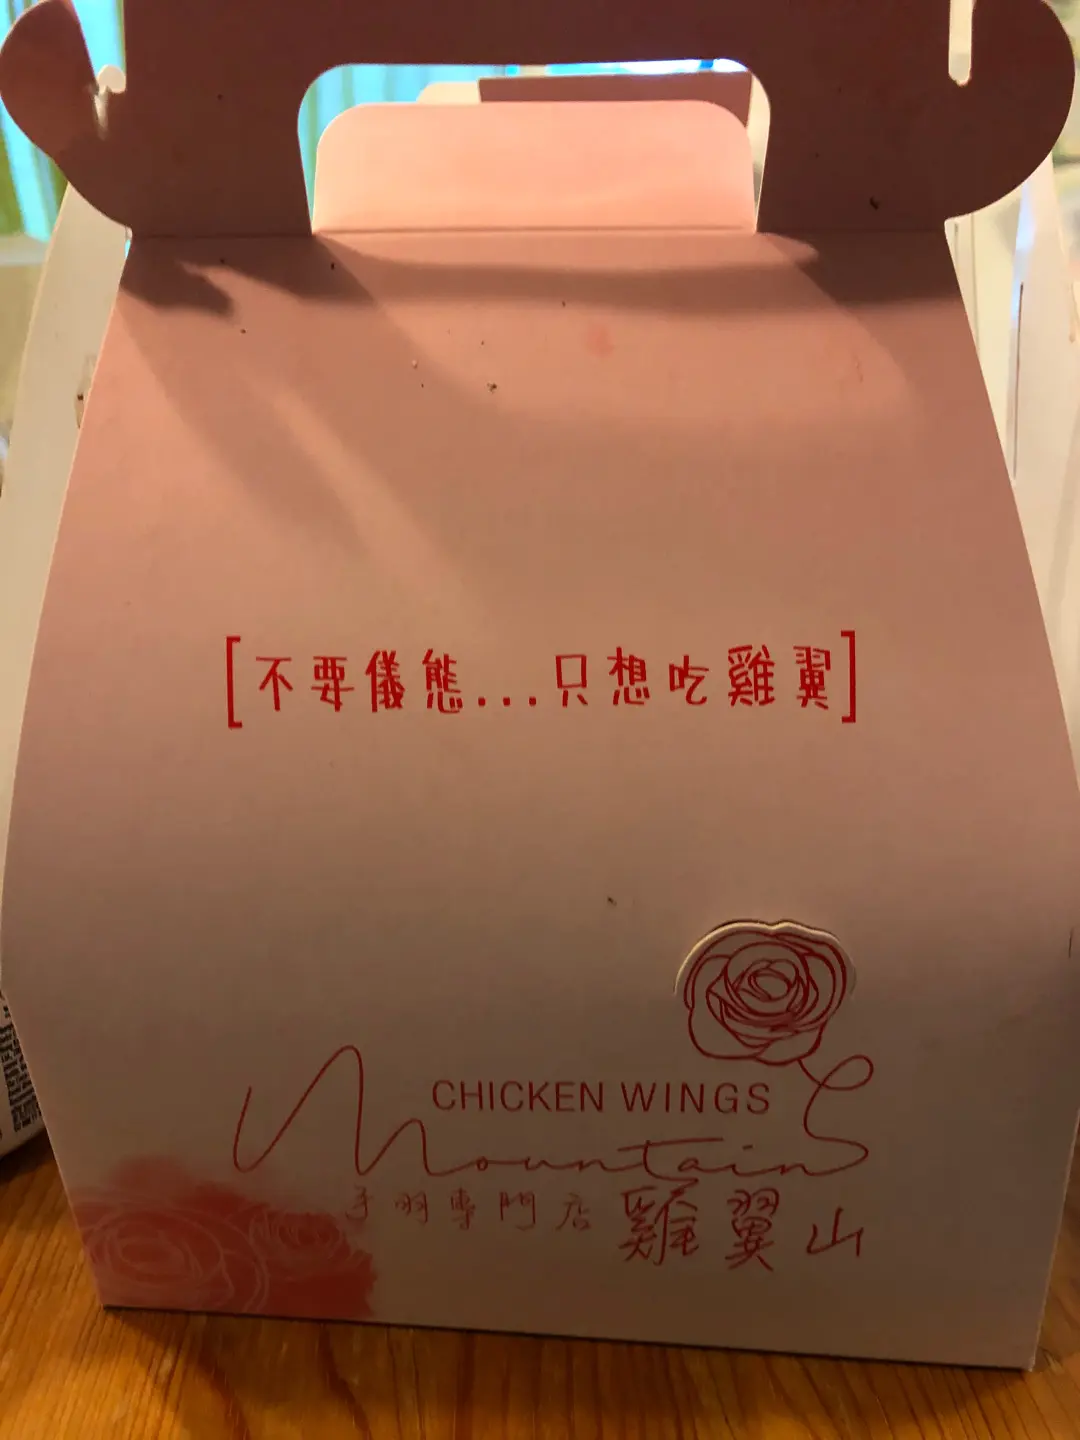 [不要儀態...只想吃雞翼]
CHICKEN WINGS
Mountain
手羽專門店 雞翼山